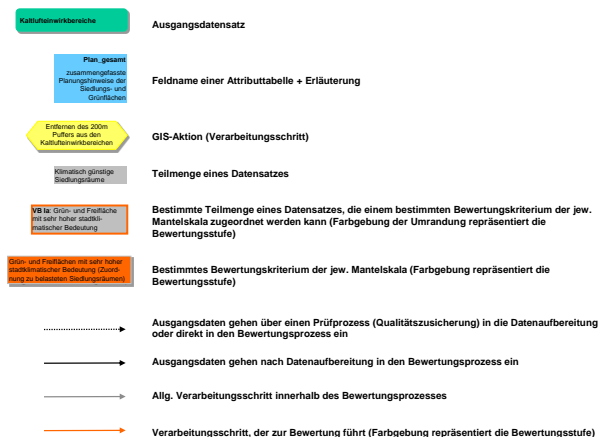 Kaltlufteinwirkbereiche
Ausgangsdatensatz
Plan_gesamt
zusammengefasste
Planungshinweise der
Siedlungs- und
Grünflächen
Feldname einer Attributtabelle + Erläuterung
Entfernen des 200m
Puffers aus den
Kaltlufteinwirkbereichen
GIS-Aktion (Verarbeitungsschritt)
Klimatisch günstige
Siedlungsräume
Teilmenge eines Datensatzes
VB Ia: Grün- und Freifläche
mit sehr hoher stadtkli-
matischer Bedeutung
Bestimmte Teilmenge eines Datensatzes, die einem bestimmten Bewertungskriterium der jew.
Mantelskala zugeordnet werden kann (Farbgebung der Umrandung repräsentiert die
Bewertungsstufe)
Grün- und Freiflächen mit sehr hoher
stadtklimatischer Bedeutung (Zuord-
nung zu belasteten Siedlungsräumen)
Bestimmtes Bewertungskriterium der jew. Mantelskala (Farbgebung repräsentiert die
Bewertungsstufe)
Ausgangsdaten gehen über einen Prüfprozess (Qualitätszusicherung) in die Datenaufbereitung
oder direkt in den Bewertungsprozess ein
Ausgangsdaten gehen nach Datenaufbereitung in den Bewertungsprozess ein
Allg. Verarbeitungsschritt innerhalb des Bewertungsprozesses
Verarbeitungsschritt, der zur Bewertung führt (Farbgebung repräsentiert die Bewertungsstufe)